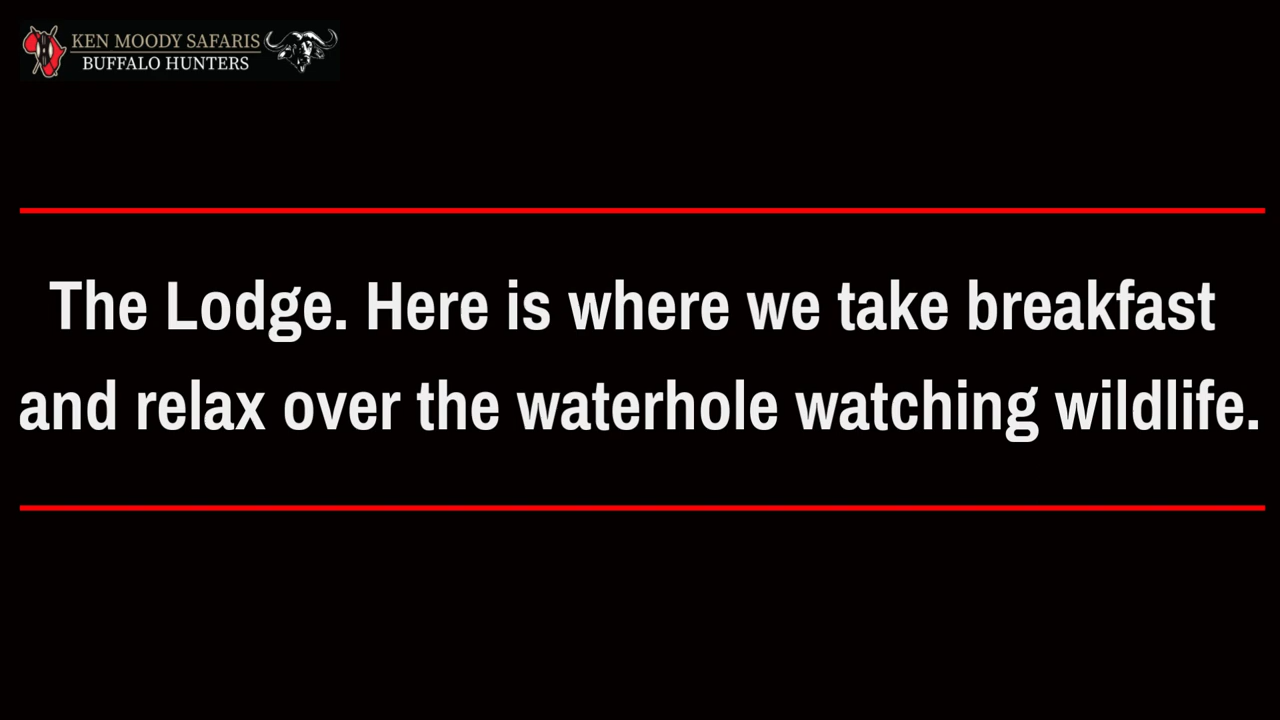 KEN MOODY SAFARIS
BUFFALO HUNTERS
The Lodge. Here is where we take breakfast
and relax over the waterhole watching wildlife.